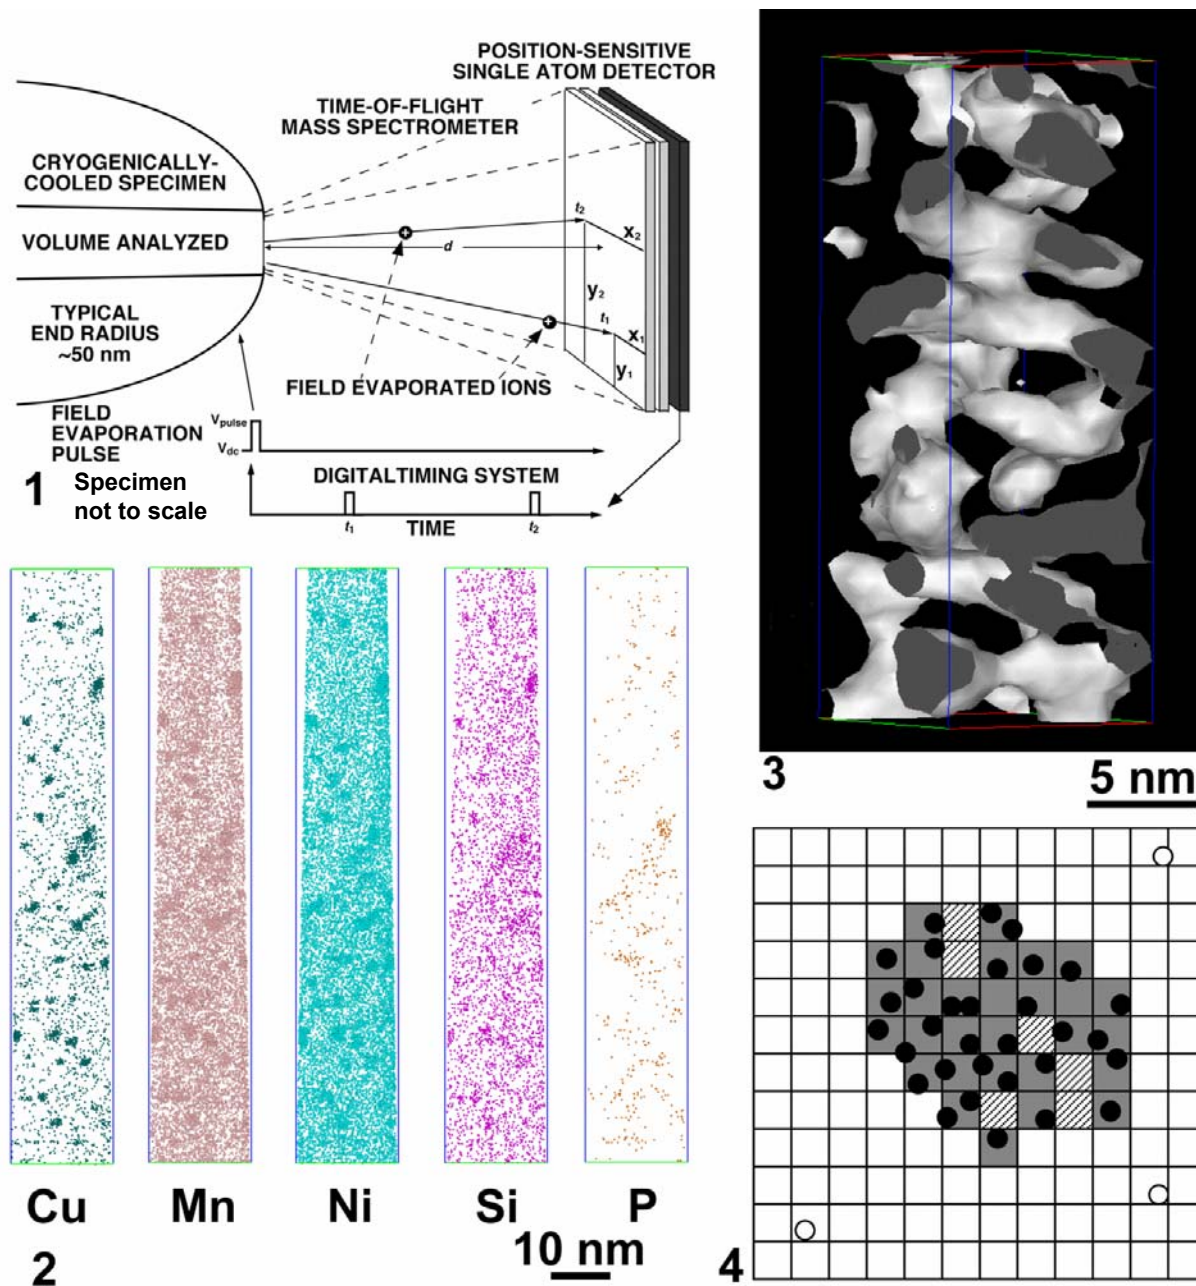 POSITION-SENSITIVE
SINGLE ATOM DETECTOR
TIME-OF-FLIGHT
MASS SPECTROMETER
CRYOGENICALLY-
COOLED SPECIMEN
VOLUME ANALYZED
TYPICAL
END RADIUS
~50 nm
t2
x2
d
y2
t1
x1
y1
FIELD EVAPORATED IONS
FIELD
EVAPORATION
PULSE
Vpulse
Vdc
1
Specimen
not to scale
DIGITALTIMING SYSTEM
t1
TIME
t2
3
5 nm
Cu
Mn
Ni
Si
P
10 nm
2
4